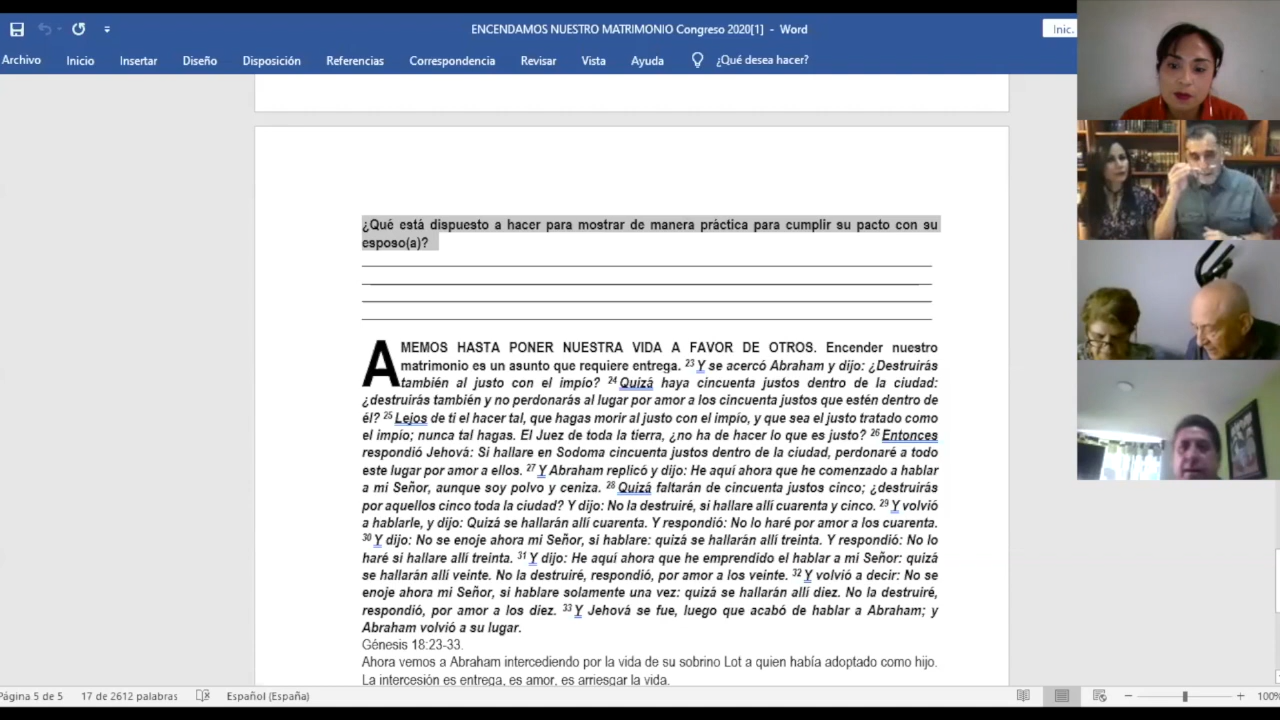 ENCENDAMOS NUESTRO MATRIMONIO Congreso 2020[1] - Word
Inic.
Archivo Inicio Insertar Diseño Disposición Referencias Correspondencia Revisar Vista Ayuda ¿Qué desea hacer?
¿Qué está dispuesto a hacer para mostrar de manera práctica para cumplir su pacto con su
esposo(a)?
AMEMOS HASTA PONER NUESTRA VIDA A FAVOR DE OTROS. Encender nuestro
matrimonio es un asunto que requiere entrega. 23 Y se acercó Abraham y dijo: ¿Destruirás
también al justo con el impío? 24 Quizá haya cincuenta justos dentro de la ciudad:
¿destruirás también y no perdonarás al lugar por amor a los cincuenta justos que estén dentro de
él? 25 Lejos de ti el hacer tal, que hagas morir al justo con el impío, y que sea el justo tratado como
el impío; nunca tal hagas. El Juez de toda la tierra, ¿no ha de hacer lo que es justo? 26 Entonces
respondió Jehová: Si hallare en Sodoma cincuenta justos dentro de la ciudad, perdonaré a todo
este lugar por amor a ellos. 27 Y Abraham replicó y dijo: He aquí ahora que he comenzado a hablar
a mi Señor, aunque soy polvo y ceniza. 28 Quizá faltarán de cincuenta justos cinco; ¿destruirás
por aquellos cinco toda la ciudad? Y dijo: No la destruiré, si hallare allí cuarenta y cinco. 29 Y volvió
a hablarle, y dijo: Quizá se hallarán allí cuarenta. Y respondió: No lo haré por amor a los cuarenta.
30 Y dijo: No se enoje ahora mi Señor, si hablare: quizá se hallarán allí treinta. Y respondió: No lo
haré si hallare allí treinta. 31 Y dijo: He aquí ahora que he emprendido el hablar a mi Señor: quizá
se hallarán allí veinte. No la destruiré, respondió, por amor a los veinte. 32 Y volvió a decir: No se
enoje ahora mi Señor, si hablare solamente una vez: quizá se hallarán allí diez. No la destruiré,
respondió, por amor a los diez. 33 Y Jehová se fue, luego que acabó de hablar a Abraham; y
Abraham volvió a su lugar.
Génesis 18:23-33.
Ahora vemos a Abraham intercediendo por la vida de su sobrino Lot a quien había adoptado como hijo.
La intercesión es entrega, es amor, es arriesgar la vida.
Página 5 de 5 17 de 2612 palabras Español (España) 100%